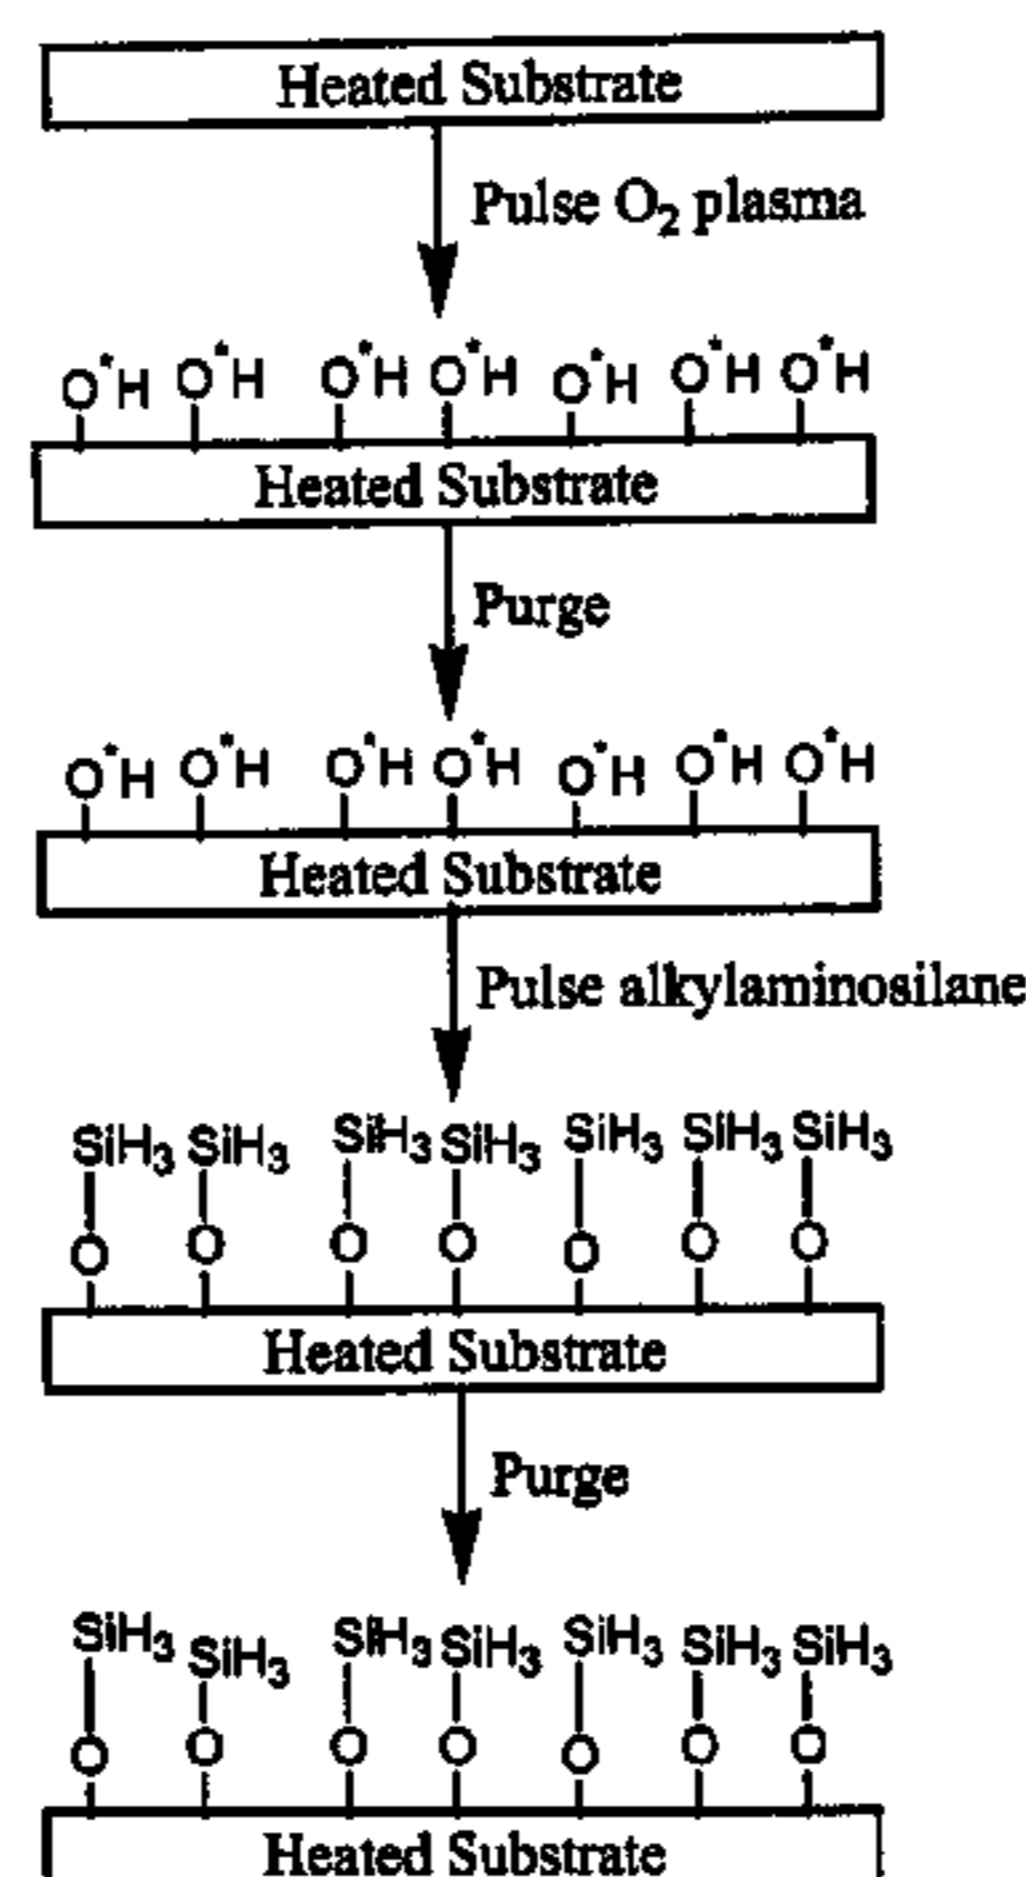 Heated Substrate
Pulse O₂ plasma
O*H O*H O*H O*H O*H O*H O*H
Heated Substrate
Purge
O*H O*H O*H O*H O*H O*H O*H
Heated Substrate
Pulse alkylaminosilane
SiH₃ SiH₃ SiH₃ SiH₃ SiH₃ SiH₃ SiH₃
O O O O O O O
Heated Substrate
Purge
SiH₃ SiH₃ SiH₃ SiH₃ SiH₃ SiH₃ SiH₃
O O O O O O O
Heated Substrate